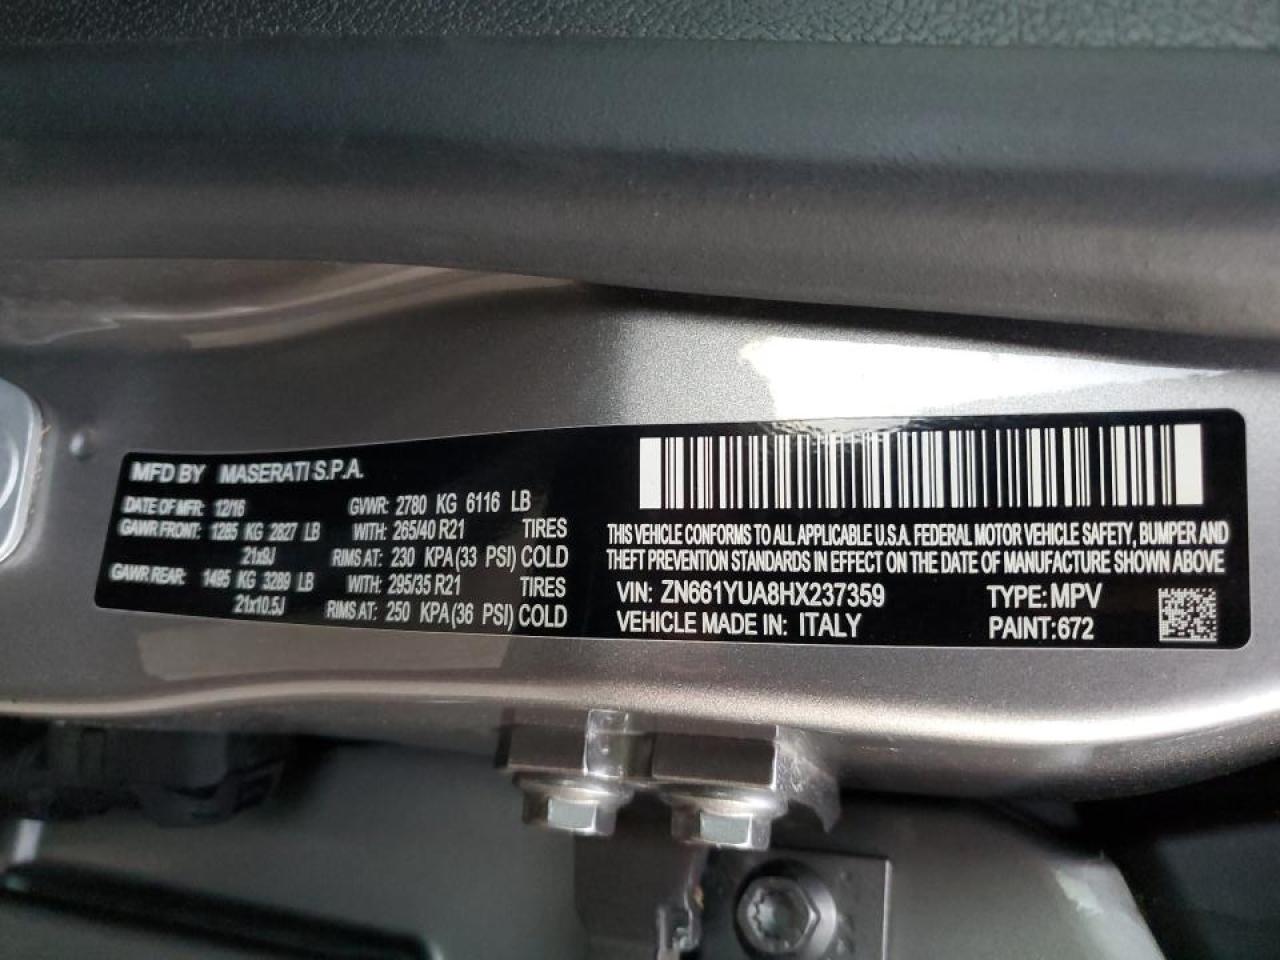 MFD BY MASERATI S.P.A.
DATE OF MFR: 12/16 GVWR: 2780 KG 6116 LB
GAWR FRONT: 1285 KG 2827 LB WITH: 265/40 R21 TIRES
21x9J RIMS AT: 230 KPA(33 PSI) COLD
GAWR REAR: 1495 KG 3289 LB WITH: 295/35 R21 TIRES
21x10.5J RIMS AT: 250 KPA(36 PSI) COLD
THIS VEHICLE CONFORMS TO ALL APPLICABLE U.S.A. FEDERAL MOTOR VEHICLE SAFETY, BUMPER AND
THEFT PREVENTION STANDARDS IN EFFECT ON THE DATE OF MANUFACTURE SHOWN ABOVE
VIN: ZN661YUA8HX237359 TYPE: MPV
VEHICLE MADE IN: ITALY PAINT:672